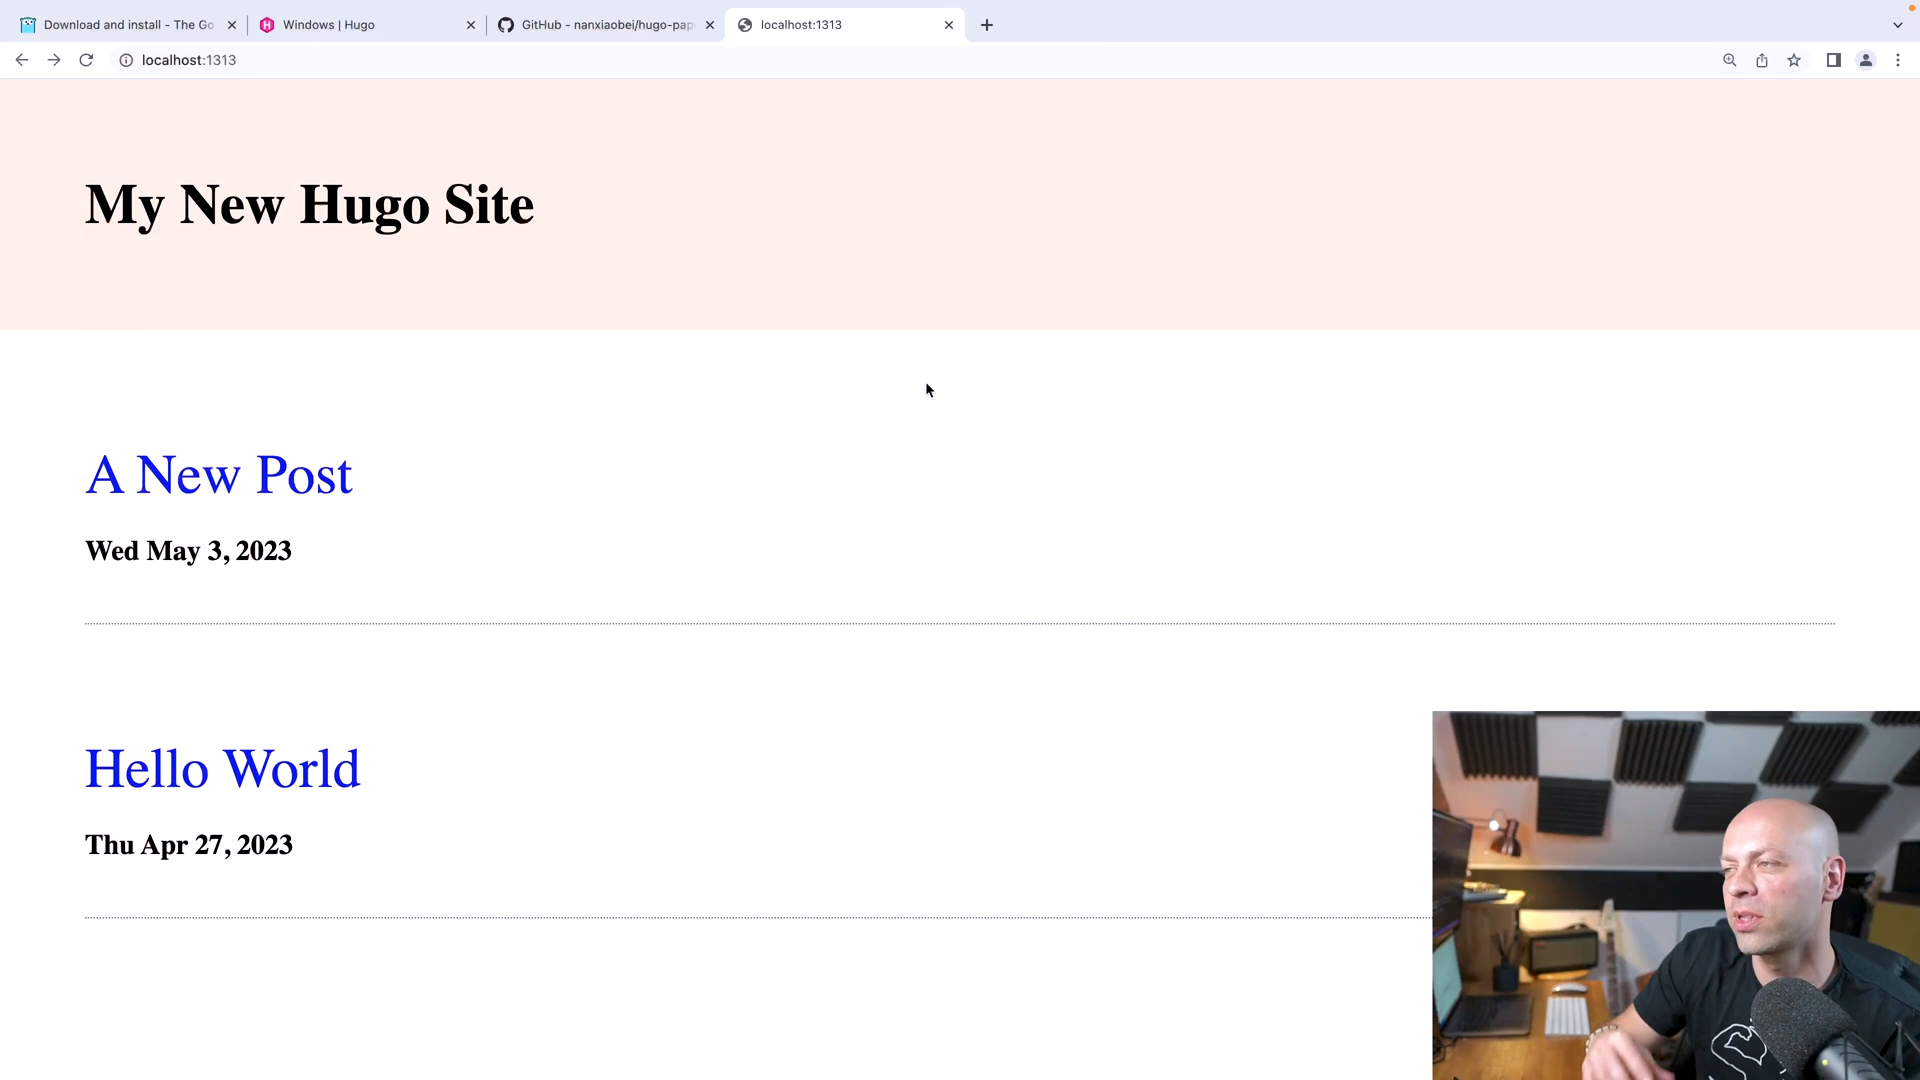 Download and install - The Go
Windows | Hugo
GitHub - nanxiaobei/hugo-pap
localhost:1313
localhost:1313
My New Hugo Site
A New Post
Wed May 3, 2023
Hello World
Thu Apr 27, 2023